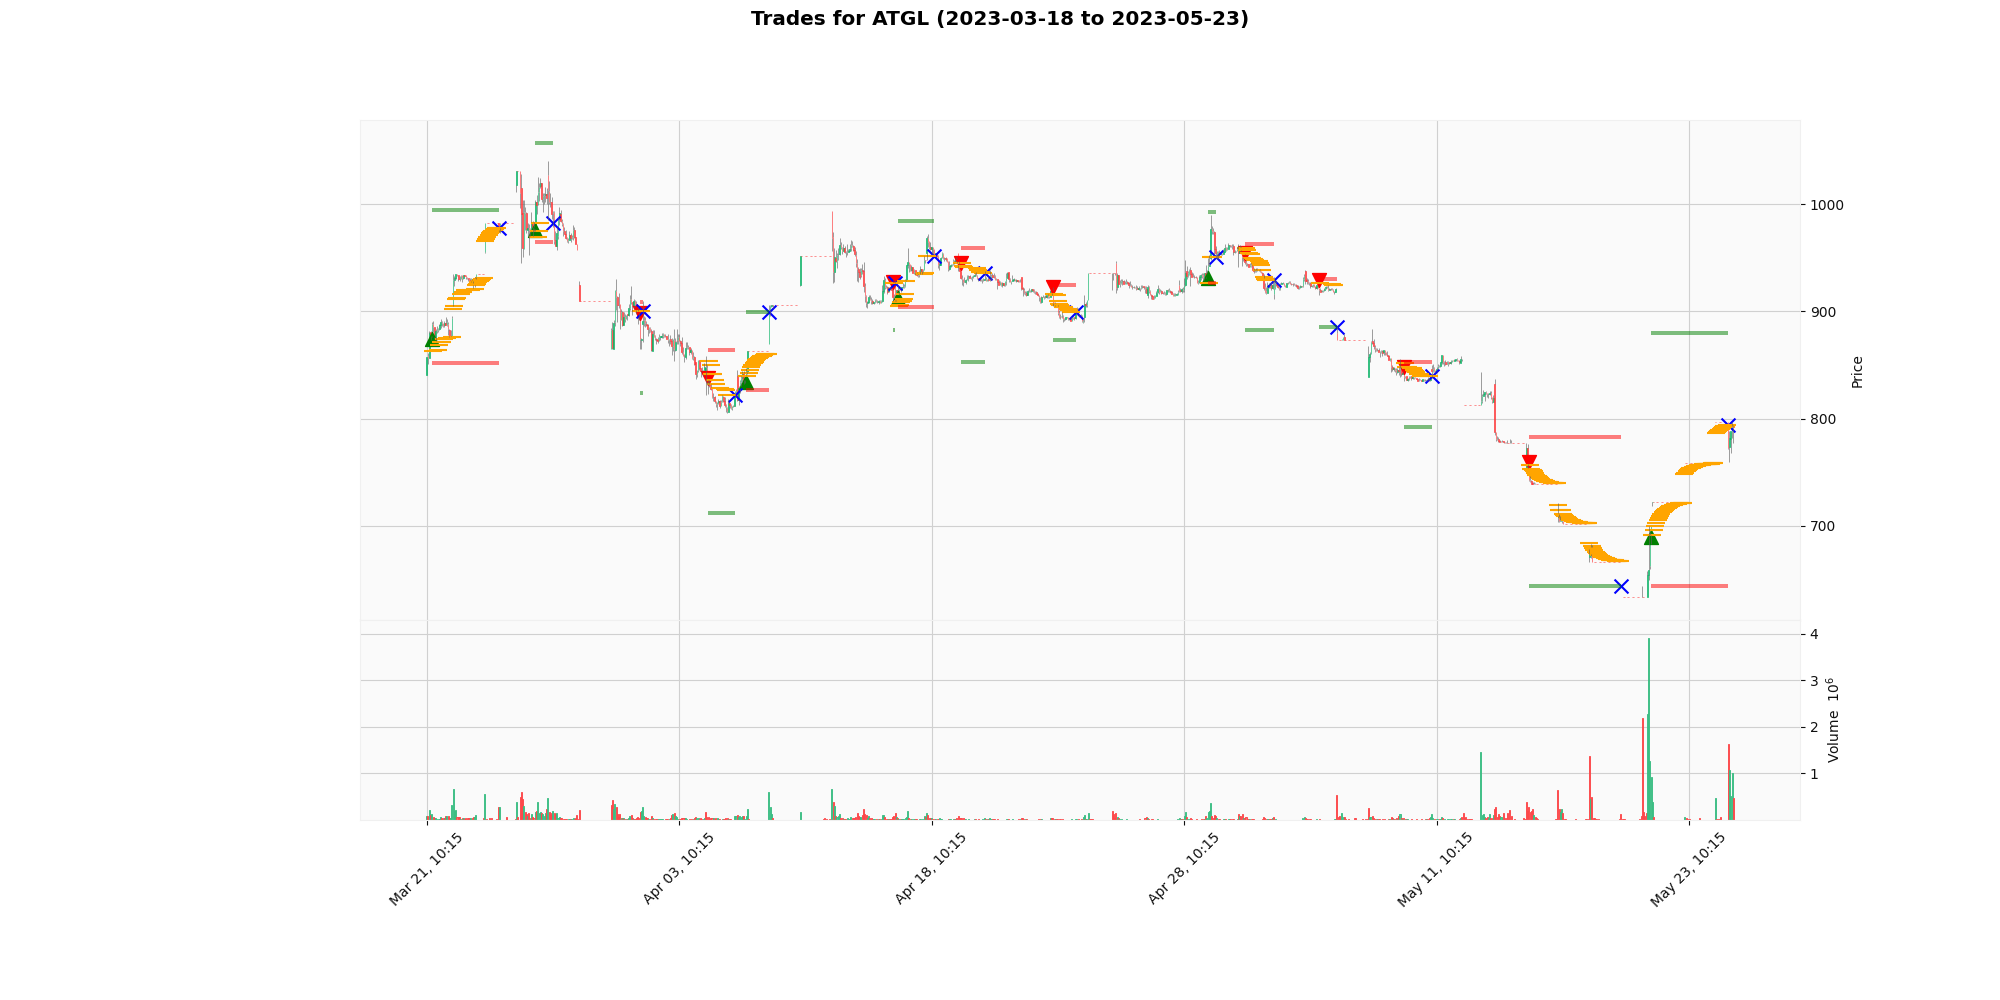 Trades for ATGL (2023-03-18 to 2023-05-23)
1000
900
800
700
Price
4
3
2
1
Volume 10⁶
Mar 21, 10:15
Apr 03, 10:15
Apr 18, 10:15
Apr 28, 10:15
May 11, 10:15
May 23, 10:15